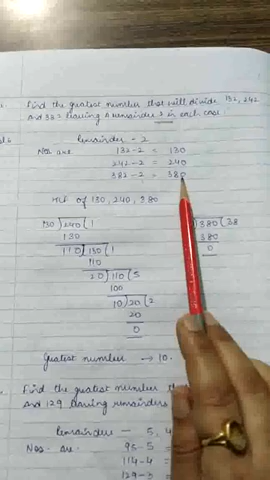 Find the greatest number that will divide 132, 242
and 382 leaving a remainder 2 in each case.
Remainder - 2
Nos are
132-2 = 130
242-2 = 240
382-2 = 380
HCF of 130, 240, 380
130)240(1
130
110)130(1
110
20)110(5
100
10)20(2
20
0
)380(38
380
0
Greatest number → 10.
Find the greatest number
and 129 leaving remainders
Remainders - 5, 4
Nos. are
95-5 =
114-4 =
129-3 =